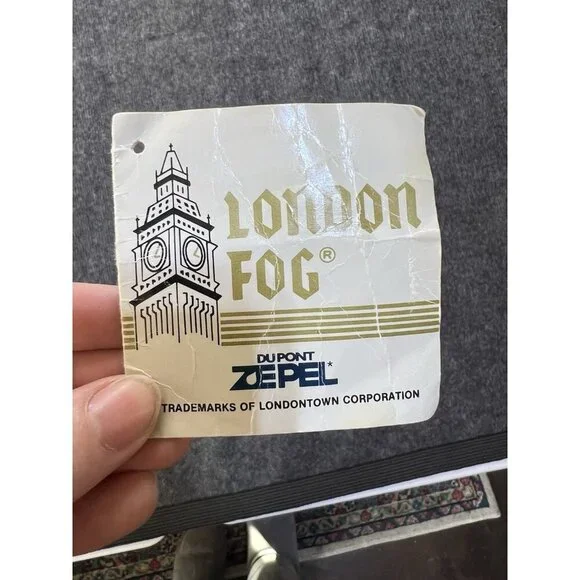 LONDON
FOG®
DU PONT
ZEPEL*
TRADEMARKS OF LONDONTOWN CORPORATION